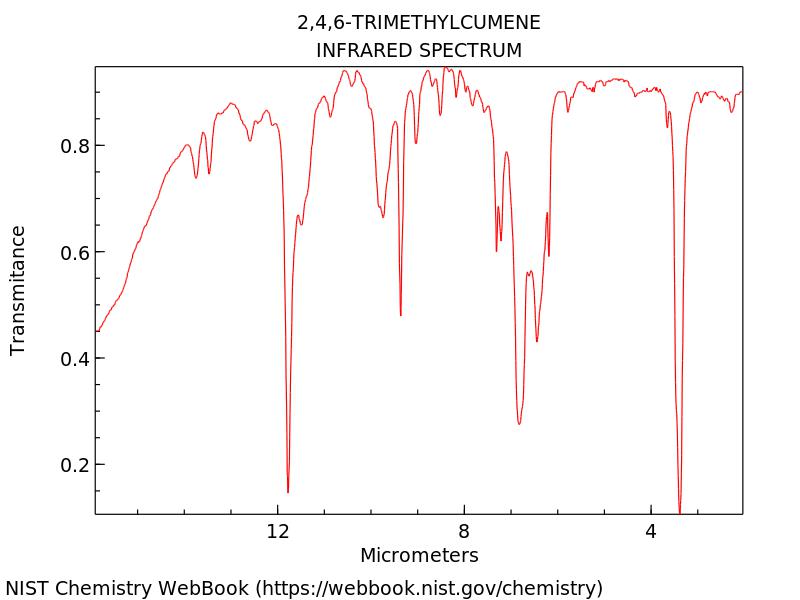 2,4,6-TRIMETHYLCUMENE
INFRARED SPECTRUM
Transmitance
0.8
0.6
0.4
0.2
12 8 4
Micrometers
NIST Chemistry WebBook (https://webbook.nist.gov/chemistry)